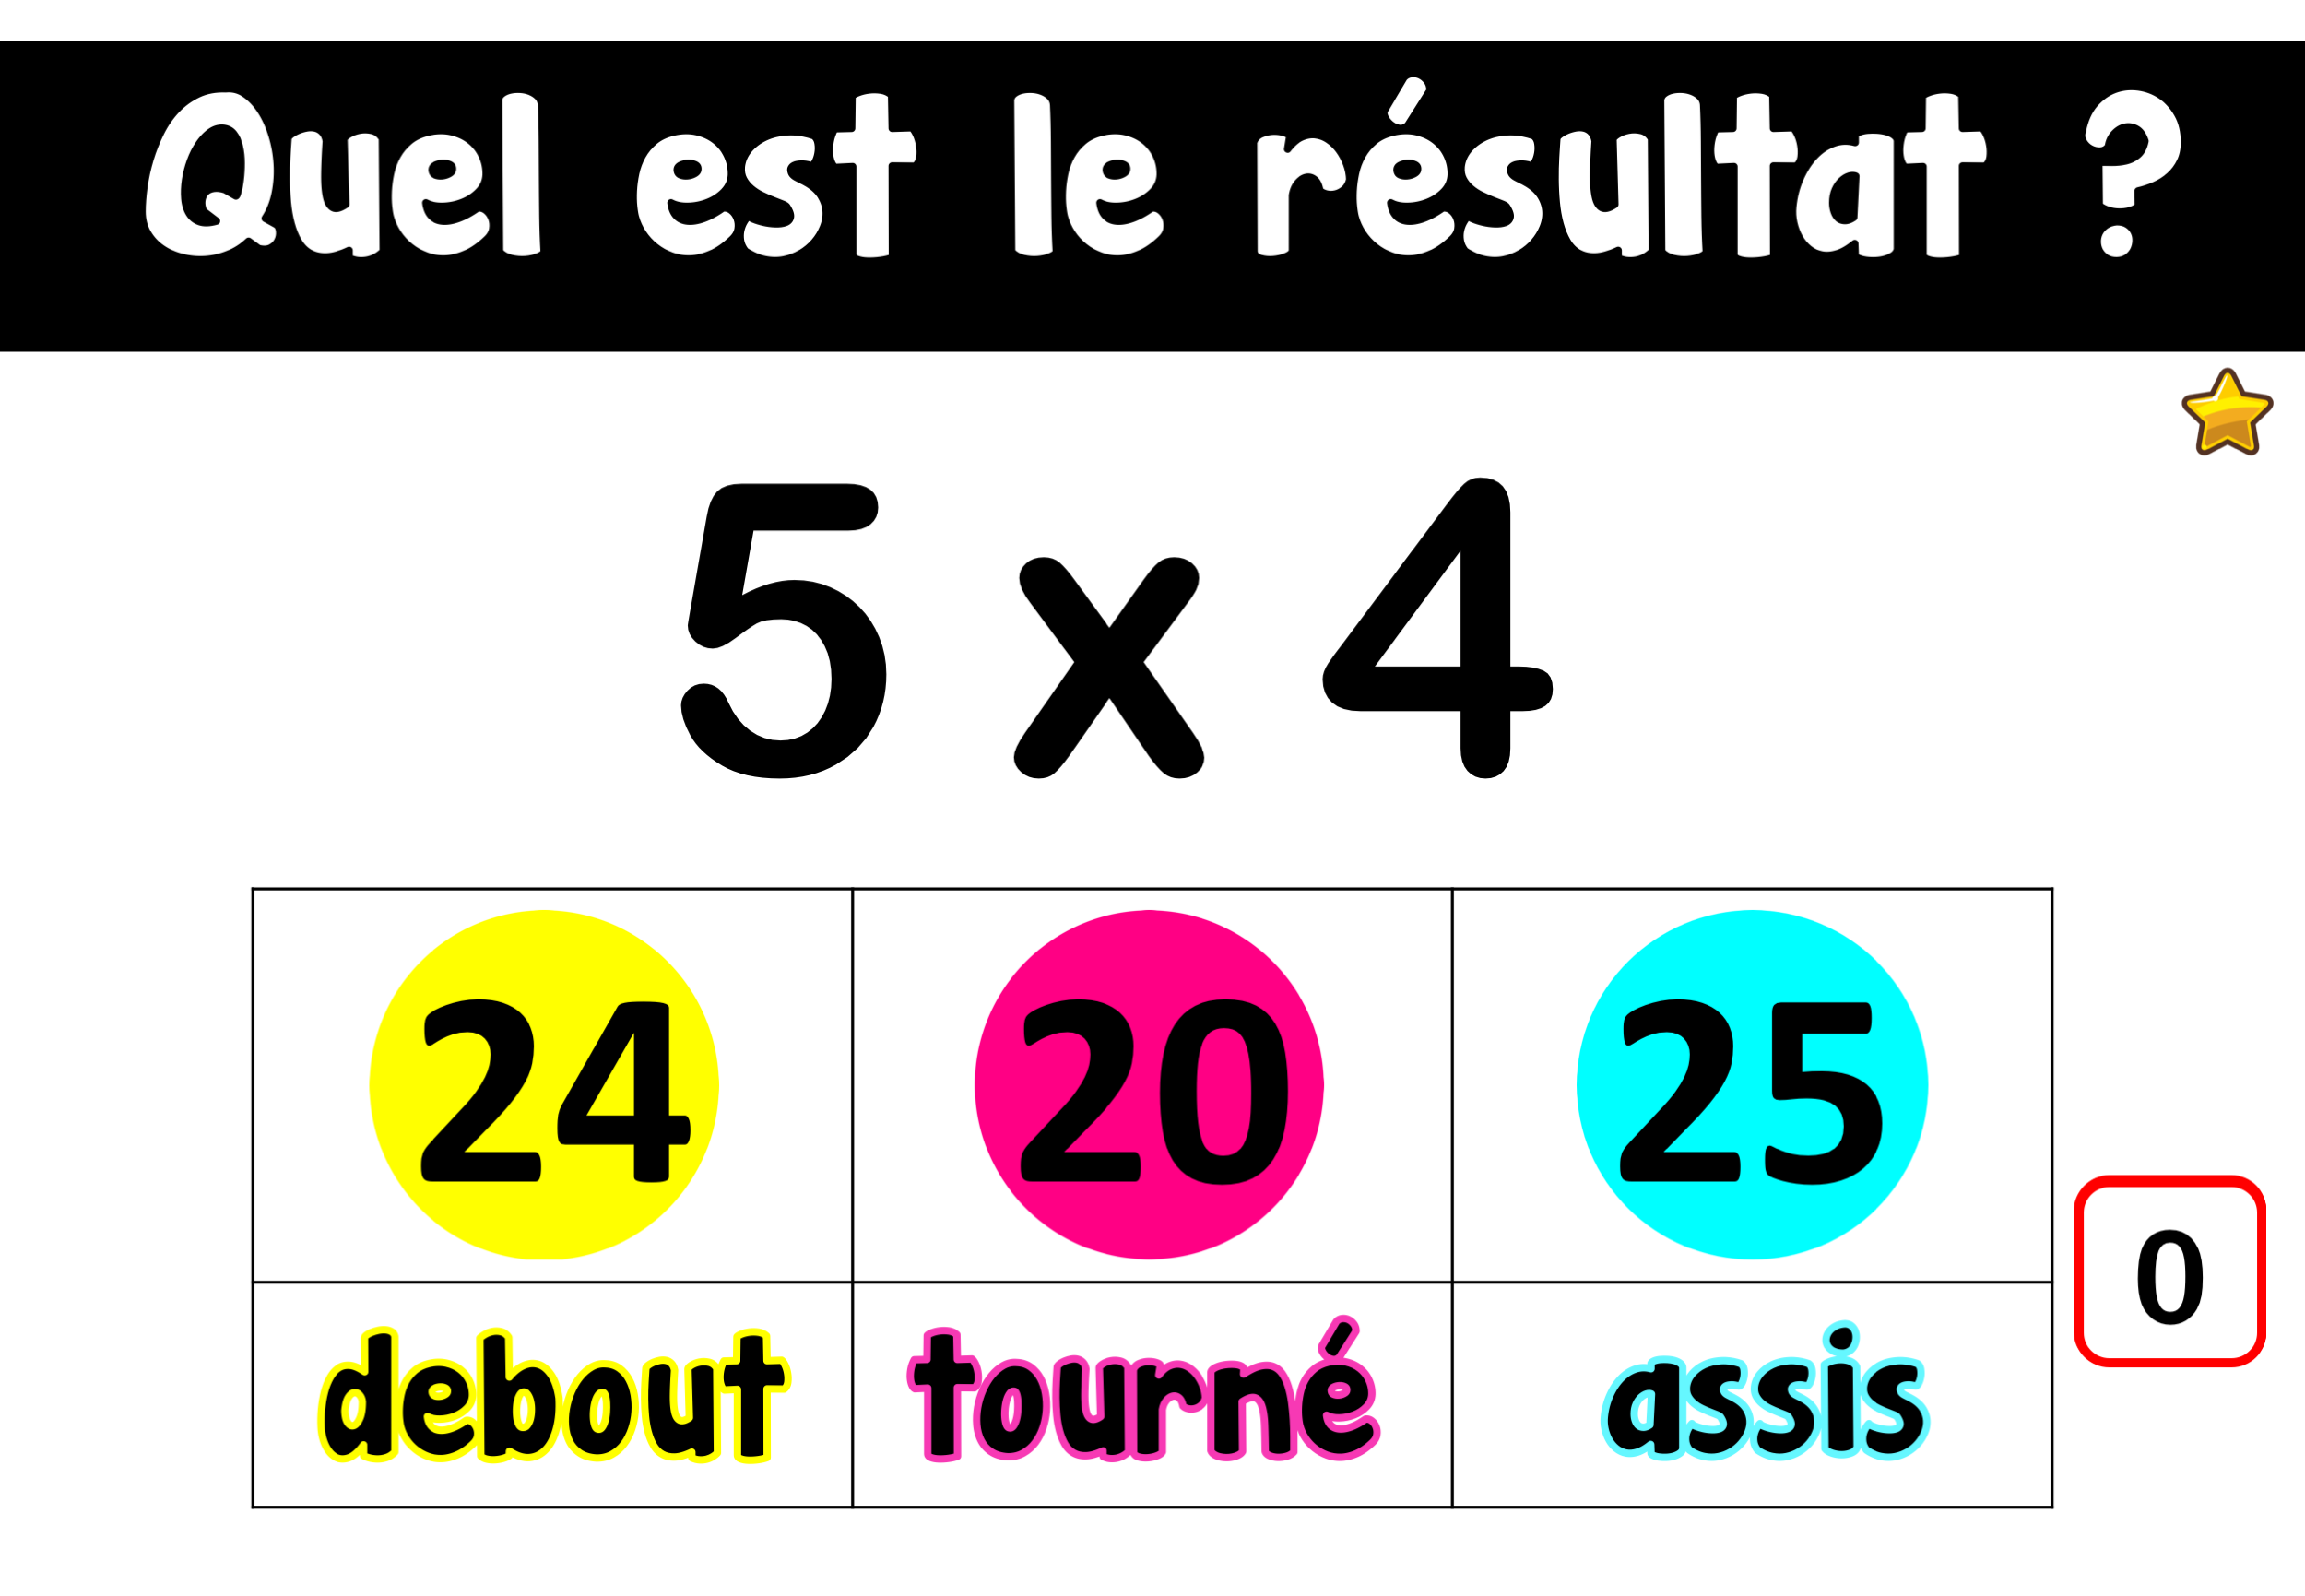 Quel est le résultat ?
5 x 4
24 20 25
0
debout tourné assis